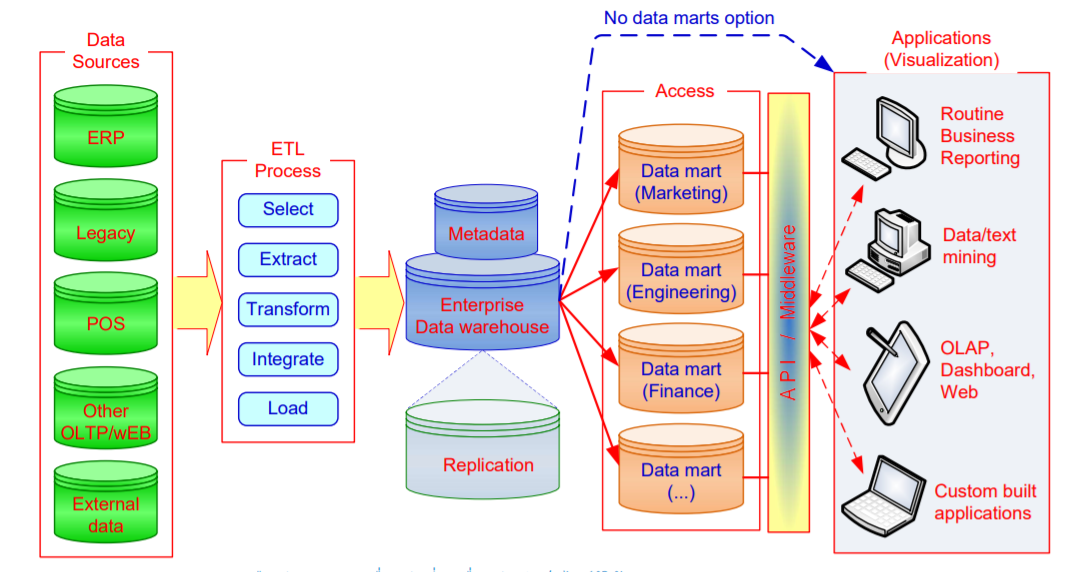 No data marts option
Data
Sources
ERP
Legacy
POS
Other
OLTP/wEB
External
data
ETL
Process
Select
Extract
Transform
Integrate
Load
Metadata
Enterprise
Data warehouse
Replication
Access
Data mart
(Marketing)
Data mart
(Engineering)
Data mart
(Finance)
Data mart
(...)
API / Middleware
Applications
(Visualization)
Routine
Business
Reporting
Data/text
mining
OLAP,
Dashboard,
Web
Custom built
applications